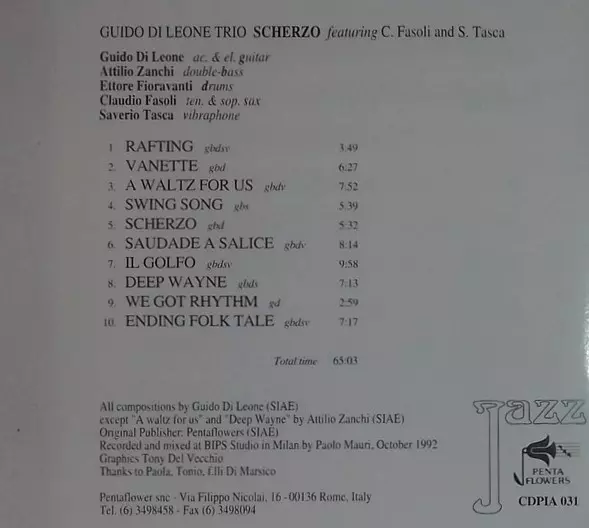 GUIDO DI LEONE TRIO SCHERZO featuring C. Fasoli and S. Tasca
Guido Di Leone ac. & el. guitar
Attilio Zanchi double-bass
Ettore Fioravanti drums
Claudio Fasoli ten. & sop. sax
Saverio Tasca vibraphone
1. RAFTING gbdsv 3:49
2. VANETTE gbd 6:27
3. A WALTZ FOR US gbdv 7:52
4. SWING SONG gbs 5:39
5. SCHERZO gbd 5:32
6. SAUDADE A SALICE gbdv 8:14
7. IL GOLFO gbdsv 9:58
8. DEEP WAYNE gbds 7:13
9. WE GOT RHYTHM gd 2:59
10. ENDING FOLK TALE gbdsv 7:17
Total time 65:03
All compositions by Guido Di Leone (SIAE)
except "A waltz for us" and "Deep Wayne" by Attilio Zanchi (SIAE)
Original Publisher: Pentaflowers (SIAE)
Recorded and mixed at BIPS Studio in Milan by Paolo Mauri, October 1992
Graphics Tony Del Vecchio
Thanks to Paola, Tonio, f.lli Di Marsico
Pentaflower snc - Via Filippo Nicolai, 16 - 00136 Rome, Italy
Tel. (6) 3498458 - Fax (6) 3498094
Jazz
PENTA
FLOWERS
CDPIA 031